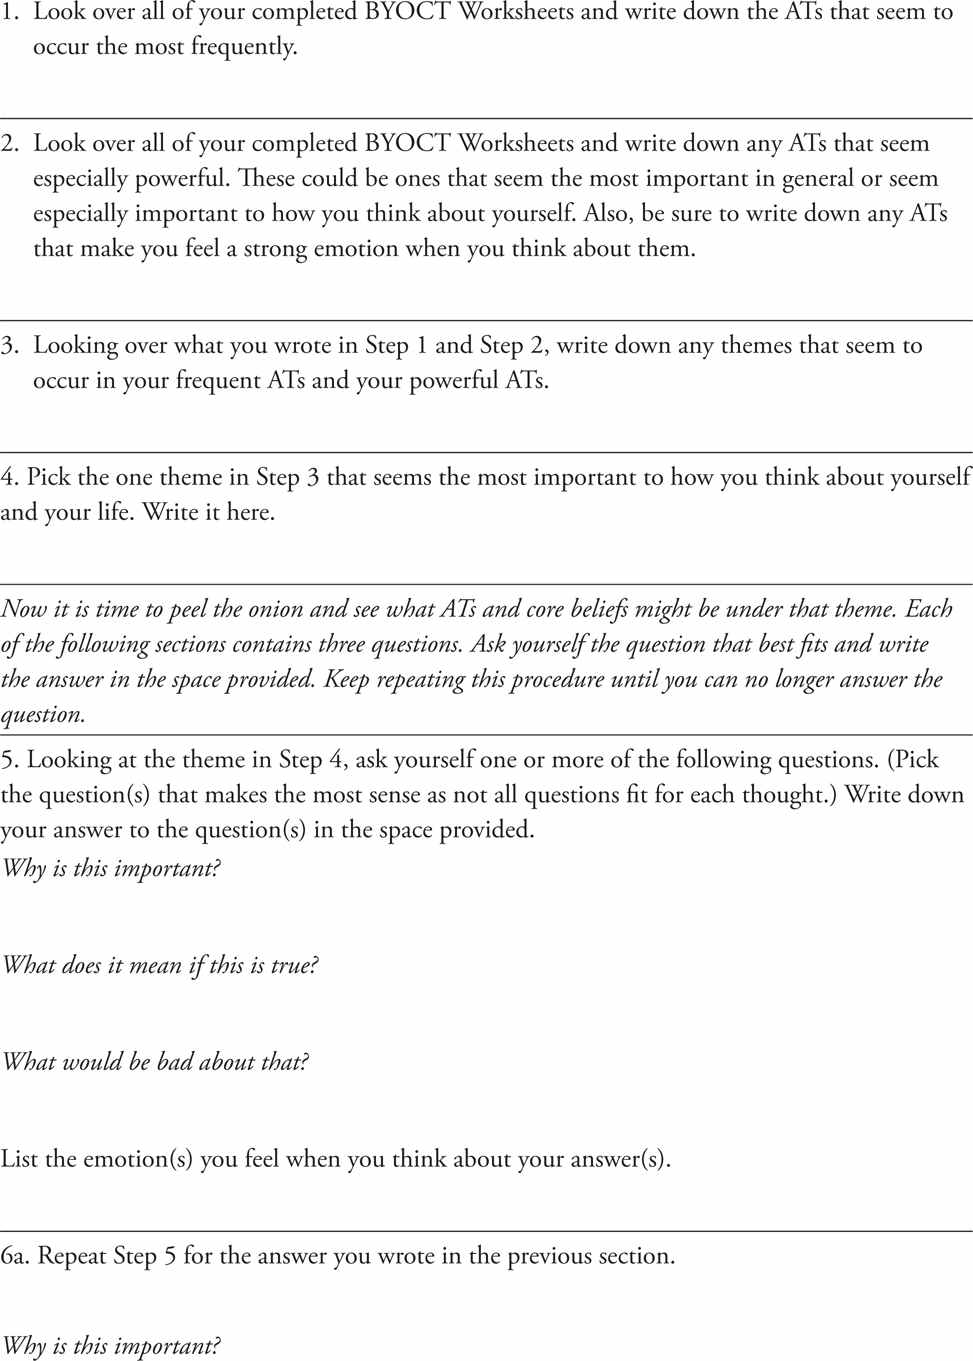 1. Look over all of your completed BYOCT Worksheets and write down the ATs that seem to
occur the most frequently.
2. Look over all of your completed BYOCT Worksheets and write down any ATs that seem
especially powerful. These could be ones that seem the most important in general or seem
especially important to how you think about yourself. Also, be sure to write down any ATs
that make you feel a strong emotion when you think about them.
3. Looking over what you wrote in Step 1 and Step 2, write down any themes that seem to
occur in your frequent ATs and your powerful ATs.
4. Pick the one theme in Step 3 that seems the most important to how you think about yourself
and your life. Write it here.
Now it is time to peel the onion and see what ATs and core beliefs might be under that theme. Each
of the following sections contains three questions. Ask yourself the question that best fits and write
the answer in the space provided. Keep repeating this procedure until you can no longer answer the
question.
5. Looking at the theme in Step 4, ask yourself one or more of the following questions. (Pick
the question(s) that makes the most sense as not all questions fit for each thought.) Write down
your answer to the question(s) in the space provided.
Why is this important?
What does it mean if this is true?
What would be bad about that?
List the emotion(s) you feel when you think about your answer(s).
6a. Repeat Step 5 for the answer you wrote in the previous section.
Why is this important?